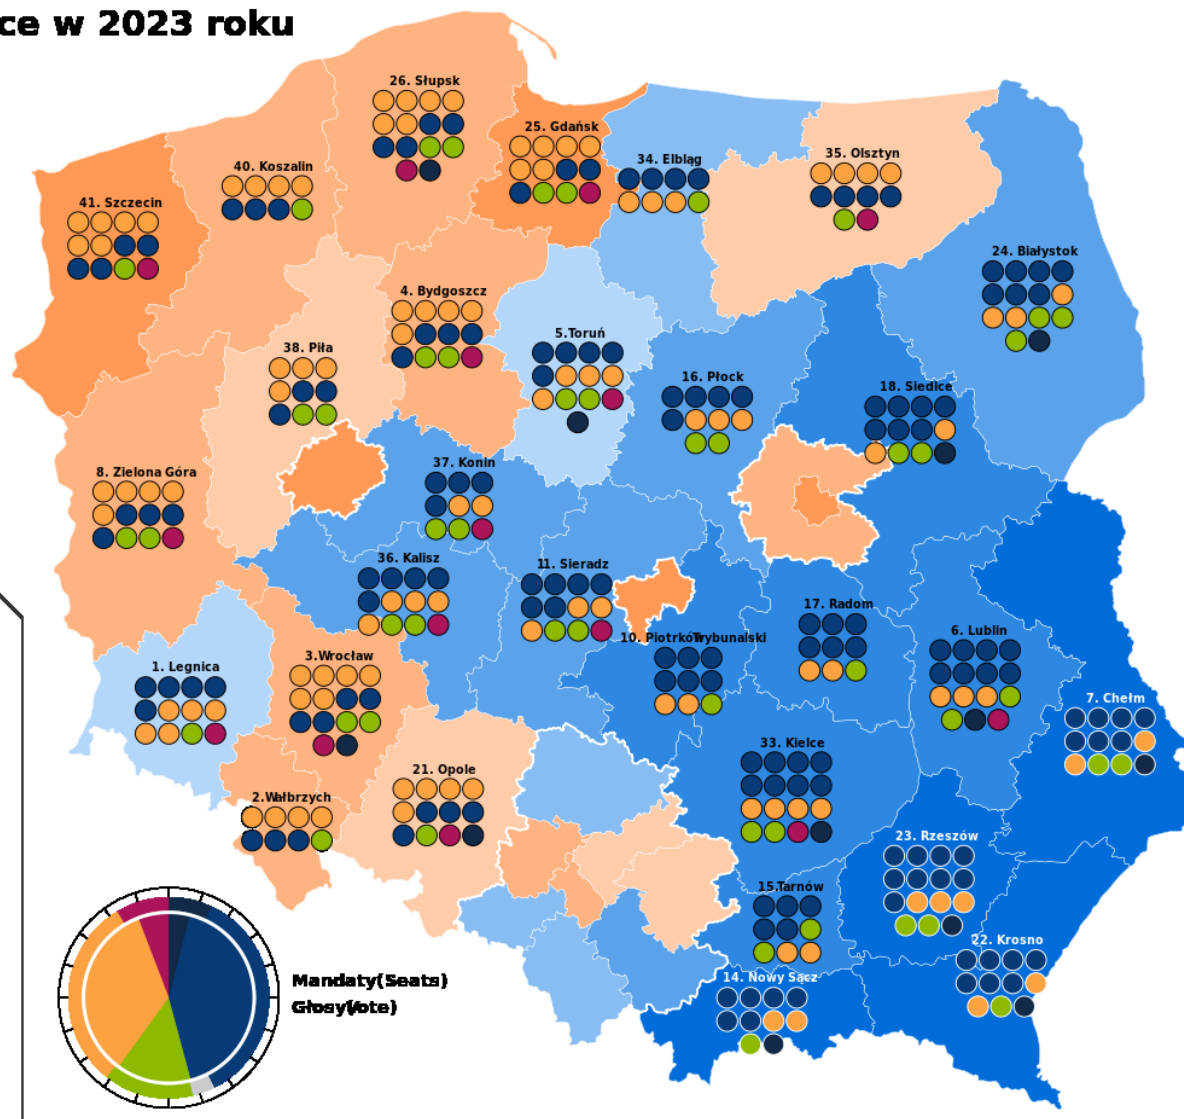 ce w 2023 roku
26. Słupsk
25. Gdańsk
40. Koszalin
34. Elbląg
35. Olsztyn
41. Szczecin
24. Białystok
4. Bydgoszcz
5.Toruń
38. Piła
16. Płock
18. Siedlce
37. Konin
8. Zielona Góra
36. Kalisz
11. Sieradz
17. Radom
10. Piotrków Trybunalski
6. Lublin
3.Wrocław
1. Legnica
7. Chełm
33. Kielce
21. Opole
2.Wałbrzych
23. Rzeszów
15.Tarnów
22. Krosno
14. Nowy Sącz
Mandaty(Seats)
Głosy(Vote)